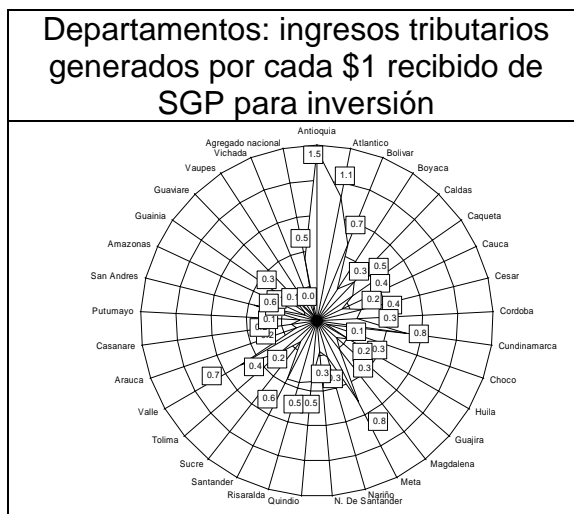 Departamentos: ingresos tributarios
generados por cada $1 recibido de
SGP para inversión
Antioquia
Agregado nacional
Atlantico
Vichada
Bolivar
Vaupes
Boyaca
Guaviare
Caldas
Guainia
Caqueta
Amazonas
Cauca
San Andres
Cesar
Putumayo
Cordoba
Casanare
Cundinamarca
Arauca
Choco
Valle
Huila
Tolima
Guajira
Sucre
Magdalena
Santander
Meta
Risaralda
Nariño
Quindio
N. De Santander
1.5
1.1
0.7
0.5
0.3
0.5
0.4
0.3
0.6
0.1
0.0
0.2
0.4
0.1
0.3
0.2
0.1
0.8
0.3
0.2
0.2
0.4
0.3
0.7
0.3
0.3
0.6
0.5
0.5
0.8